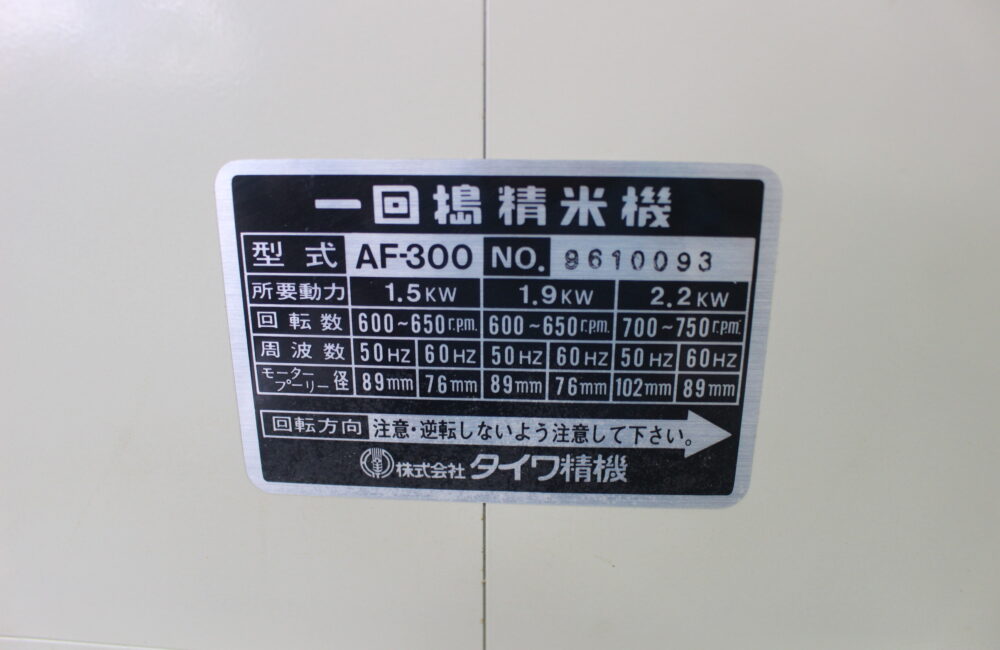 一回搗精米機
型式 AF-300 NO. 9610093
所要動力 1.5KW 1.9KW 2.2KW
回転数 600~650r.p.m. 600~650r.p.m. 700~750r.p.m.
周波数 50HZ 60HZ 50HZ 60HZ 50HZ 60HZ
モータープーリー径 89mm 76mm 89mm 76mm 102mm 89mm
回転方向 注意・逆転しないよう注意して下さい。
株式会社 タイワ精機